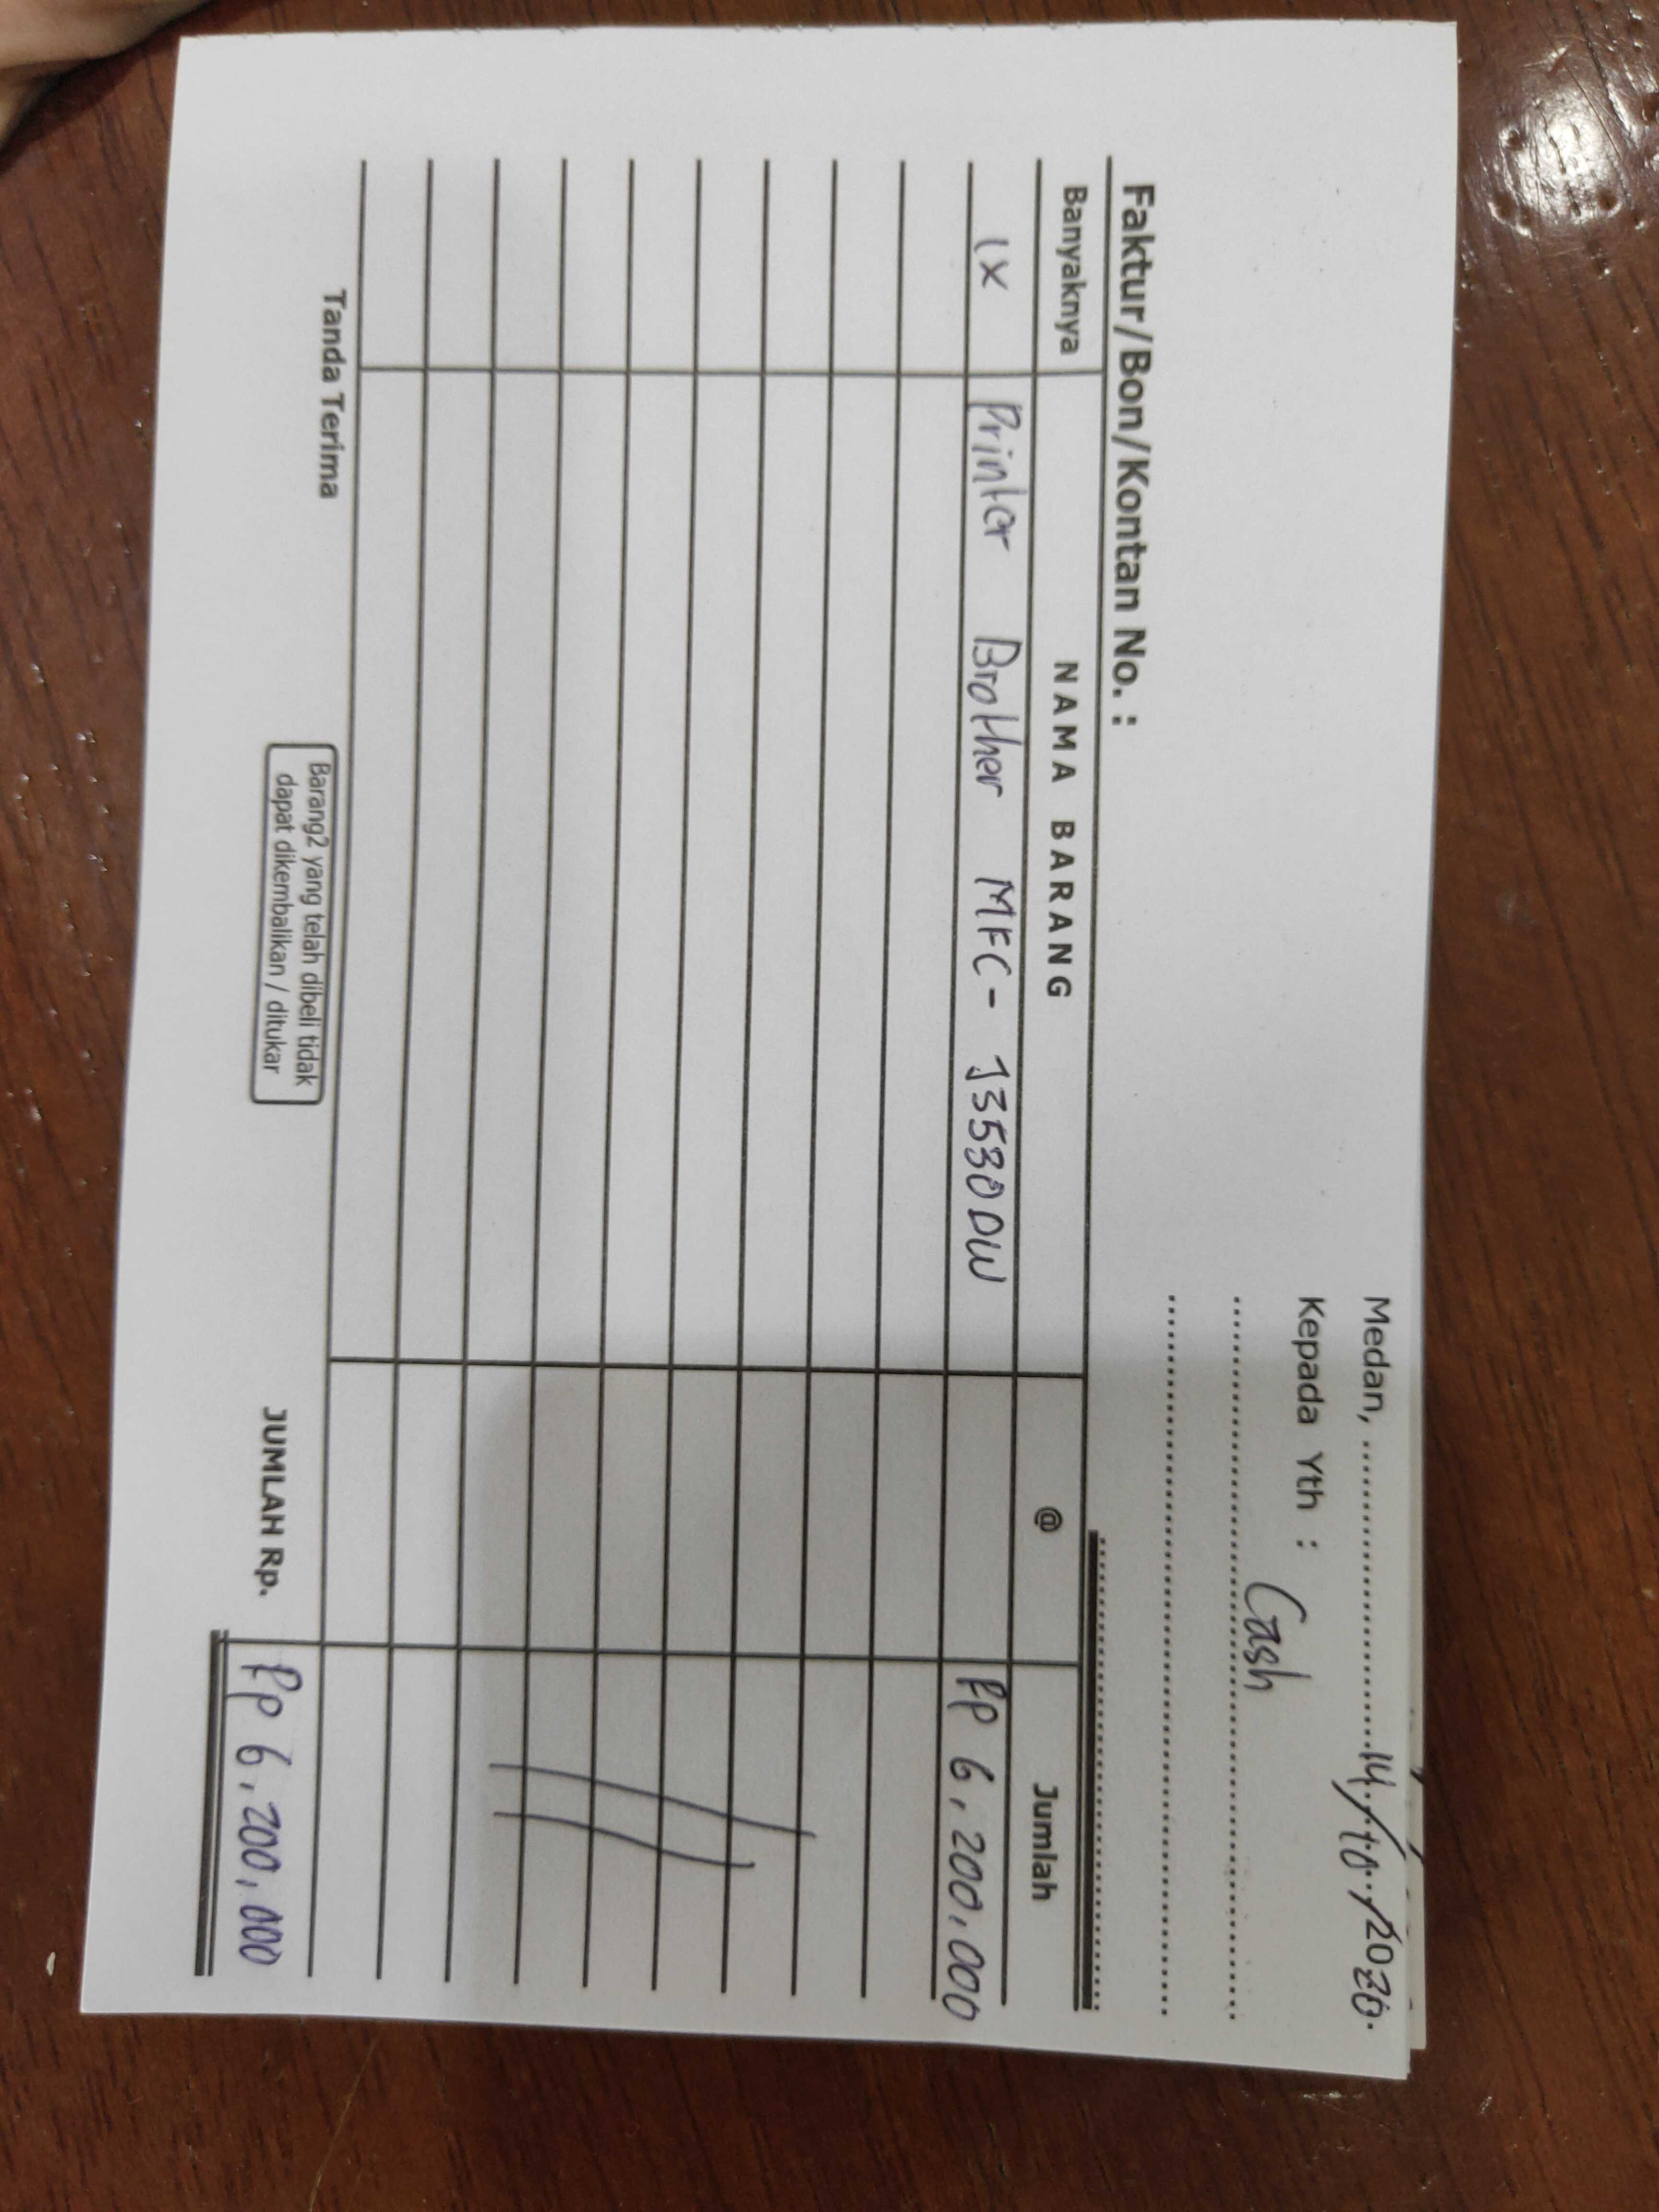 Medan, 14/10/2020.
Kepada Yth :
Cash
Faktur/Bon/Kontan No. :
Banyaknya NAMA BARANG @ Jumlah
1x Printer Brother MFC- J3530DW Rp 6,200,000
Tanda Terima
Barang2 yang telah dibeli tidak
dapat dikembalikan / ditukar
JUMLAH Rp. Rp 6,200,000